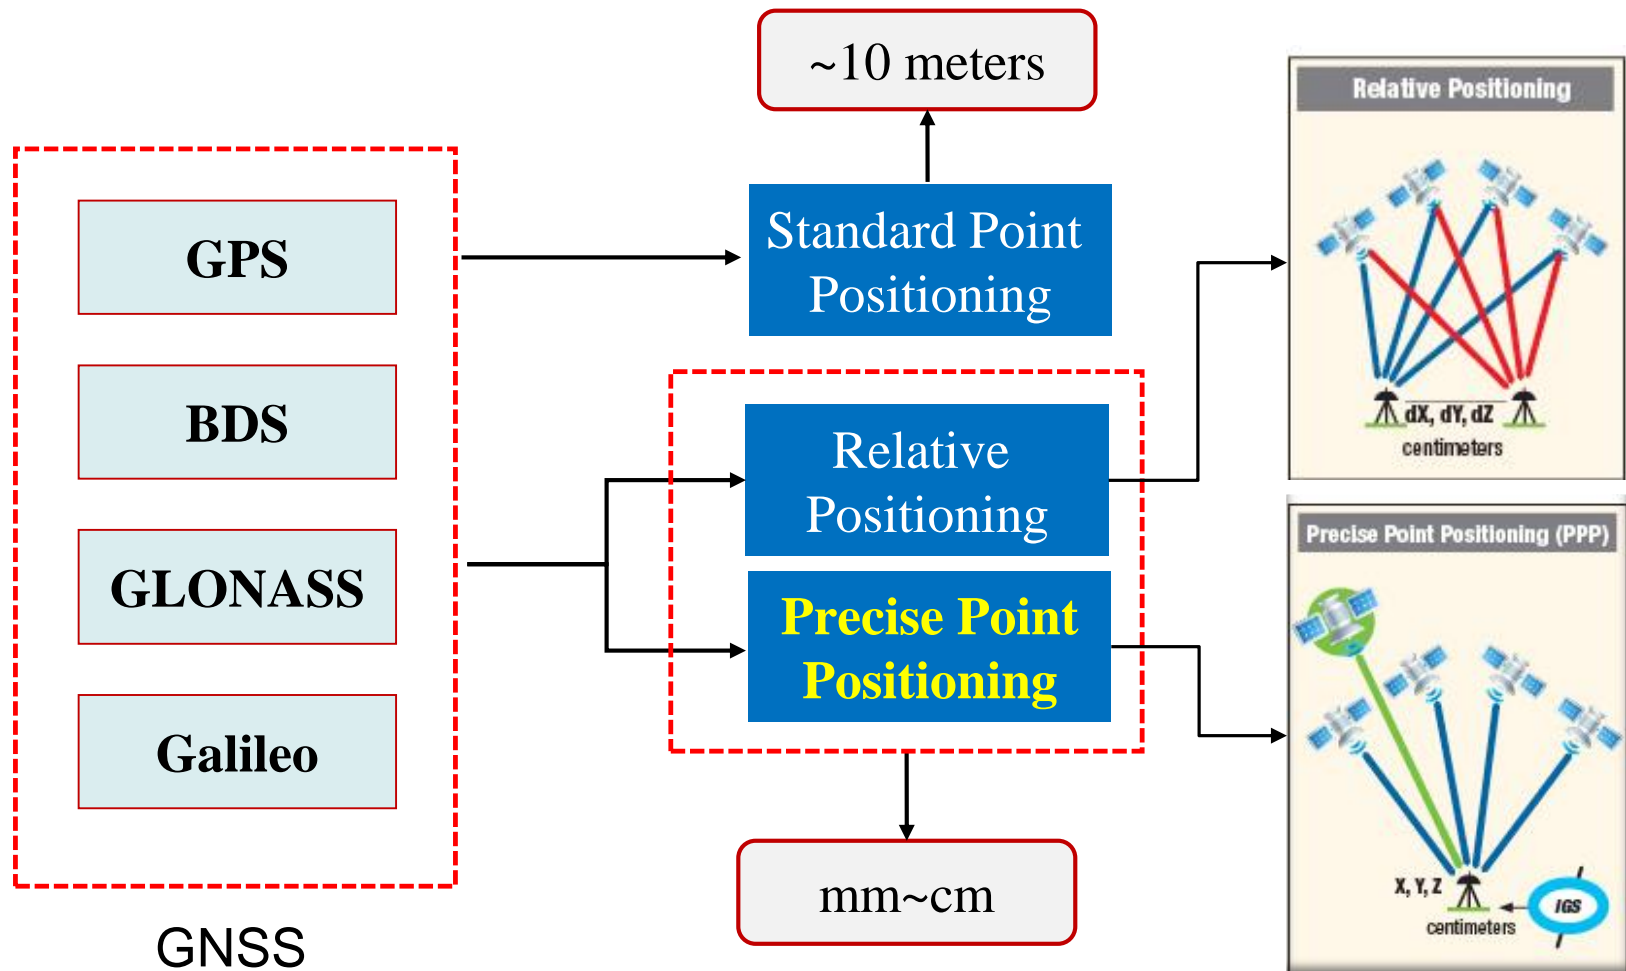 ~10 meters
GPS
BDS
GLONASS
Galileo
GNSS
Standard Point
Positioning
Relative
Positioning
Precise Point
Positioning
mm~cm
Relative Positioning
dX, dY, dZ
centimeters
Precise Point Positioning (PPP)
X, Y, Z
IGS
centimeters